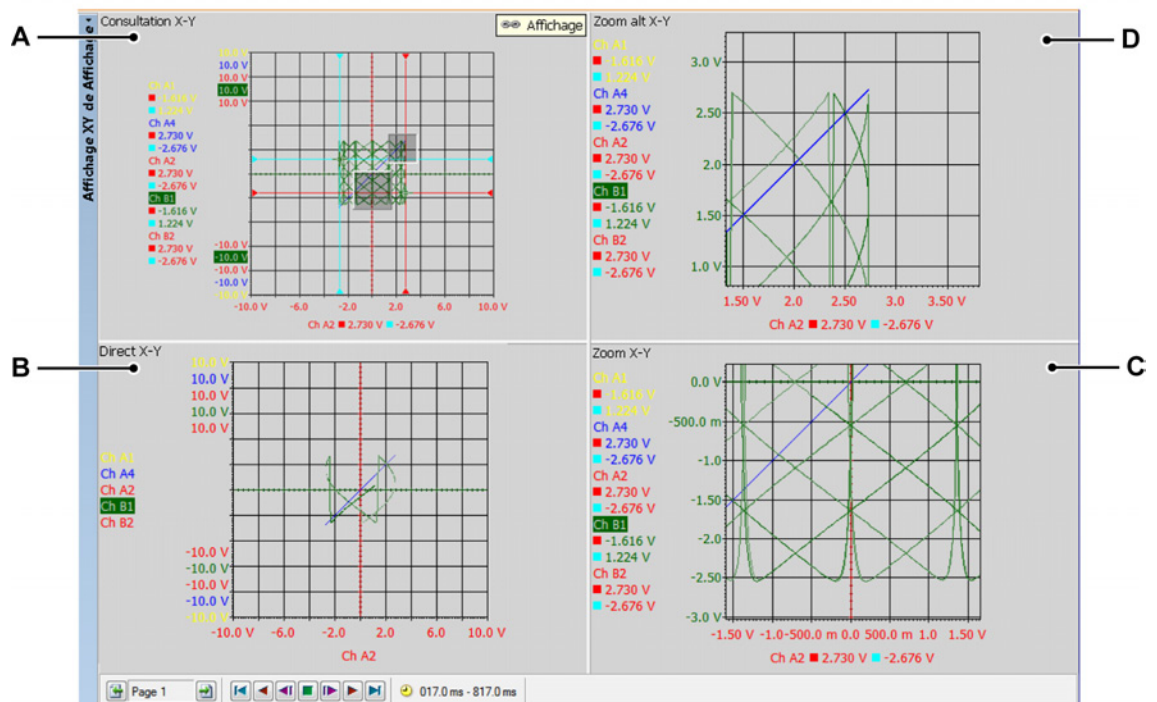 A
B
C
D
Affichage XY de Affichage
Consultation X-Y
Affichage
10.0 V
10.0 V
10.0 V
10.0 V
10.0 V
Ch A1
-1.616 V
1.224 V
Ch A4
2.730 V
-2.676 V
Ch A2
2.730 V
-2.676 V
Ch B1
-1.616 V
1.224 V
Ch B2
2.730 V
-2.676 V
-10.0 V
-10.0 V
-10.0 V
-10.0 V
-10.0 V
-10.0 V -6.0 -2.0 2.0 6.0 10.0 V
Ch A2 2.730 V -2.676 V
Zoom alt X-Y
Ch A1
-1.616 V
1.224 V
Ch A4
2.730 V
-2.676 V
Ch A2
2.730 V
-2.676 V
Ch B1
-1.616 V
1.224 V
Ch B2
2.730 V
-2.676 V
3.0 V
2.50
2.0
1.50
1.0 V
1.50 V 2.0 2.50 3.0 3.50 V
Ch A2 2.730 V -2.676 V
Direct X-Y
10.0 V
10.0 V
10.0 V
10.0 V
10.0 V
Ch A1
Ch A4
Ch A2
Ch B1
Ch B2
-10.0 V
-10.0 V
-10.0 V
-10.0 V
-10.0 V
-10.0 V -6.0 -2.0 2.0 6.0 10.0 V
Ch A2
Zoom X-Y
Ch A1
-1.616 V
1.224 V
Ch A4
2.730 V
-2.676 V
Ch A2
2.730 V
-2.676 V
Ch B1
-1.616 V
1.224 V
Ch B2
2.730 V
-2.676 V
0.0 V
-500.0 m
-1.0
-1.50
-2.0
-2.50
-3.0 V
-1.50 V -1.0 -500.0 m 0.0 500.0 m 1.0 1.50 V
Ch A2 2.730 V -2.676 V
Page 1
017.0 ms - 817.0 ms